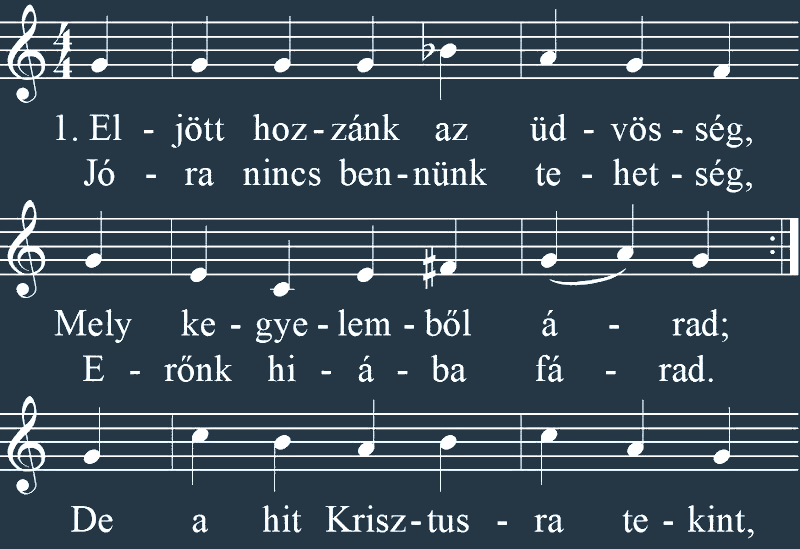 1. El - jött hoz - zánk az üd - vös - ség,
Jó - ra nincs ben - nünk te - het - ség,
Mely ke - gye - lem - ből á - rad;
E - rőnk hi - á - ba fá - rad.
De a hit Krisz - tus - ra te - kint,